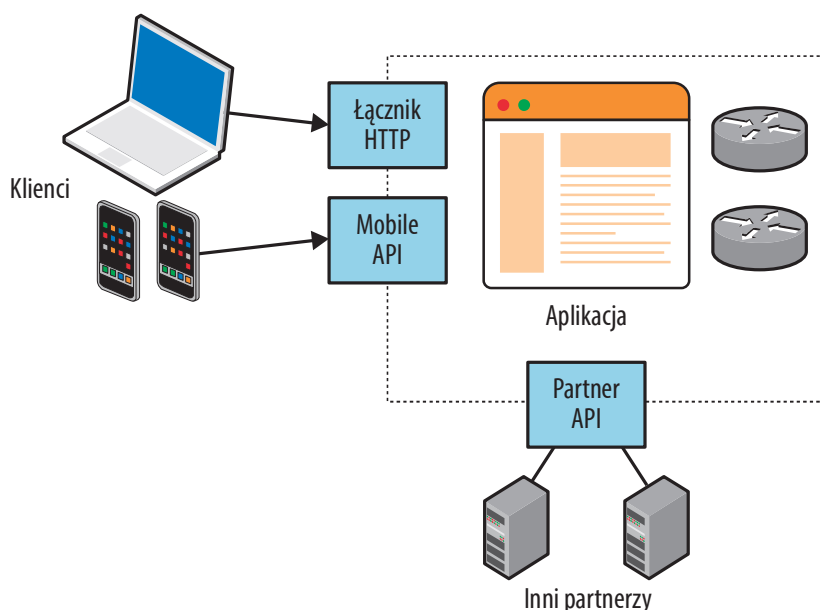 Klienci
Łącznik
HTTP
Mobile
API
Aplikacja
Partner
API
Inni partnerzy